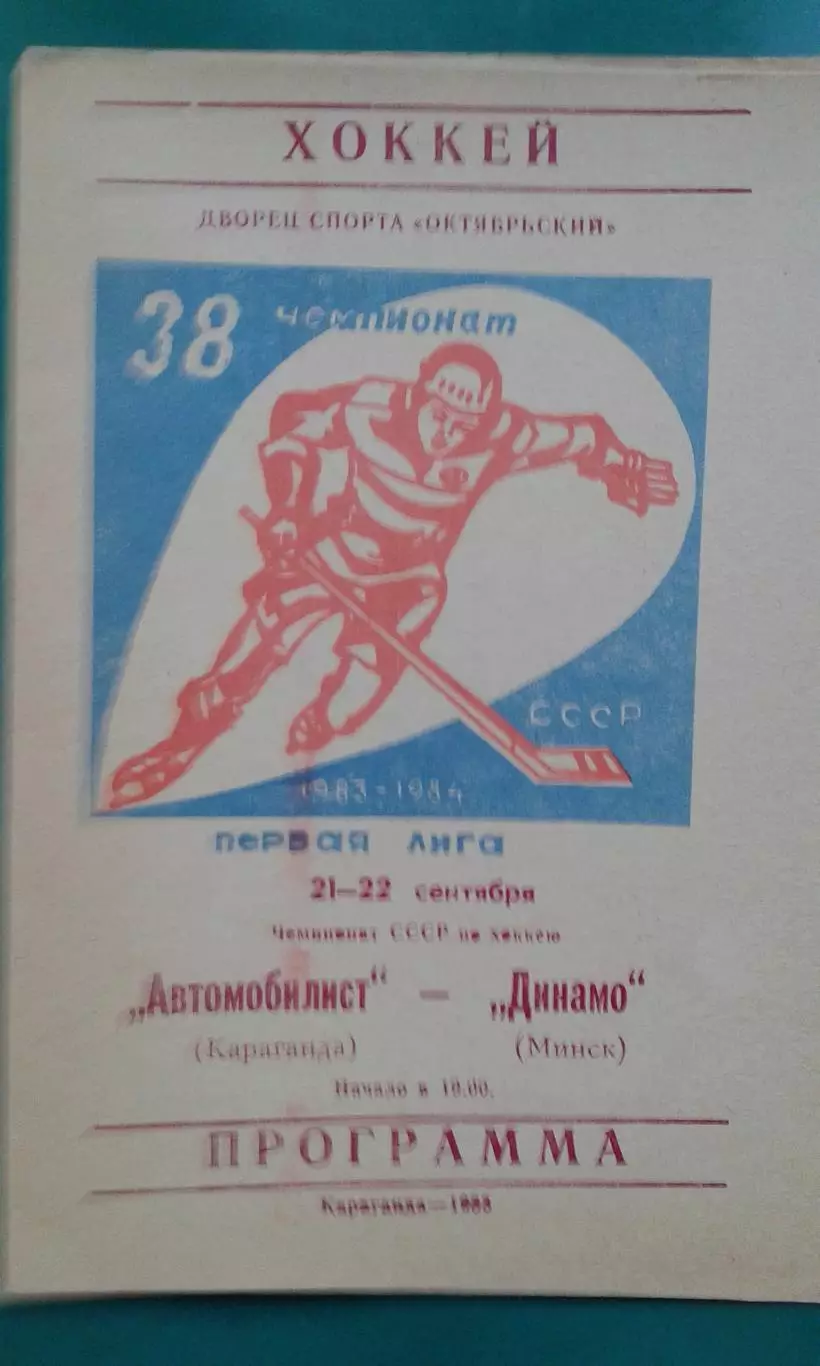 ХОККЕЙ
ДВОРЕЦ СПОРТА «ОКТЯБРЬСКИЙ»
38 чемпионат
СССР
1983-1984
первая лига
21—22 сентября
Чемпионат СССР по хоккею
„Автомобилист“ — „Динамо“
(Караганда) (Минск)
Начало в 19.00.
ПРОГРАММА
Караганда—1983